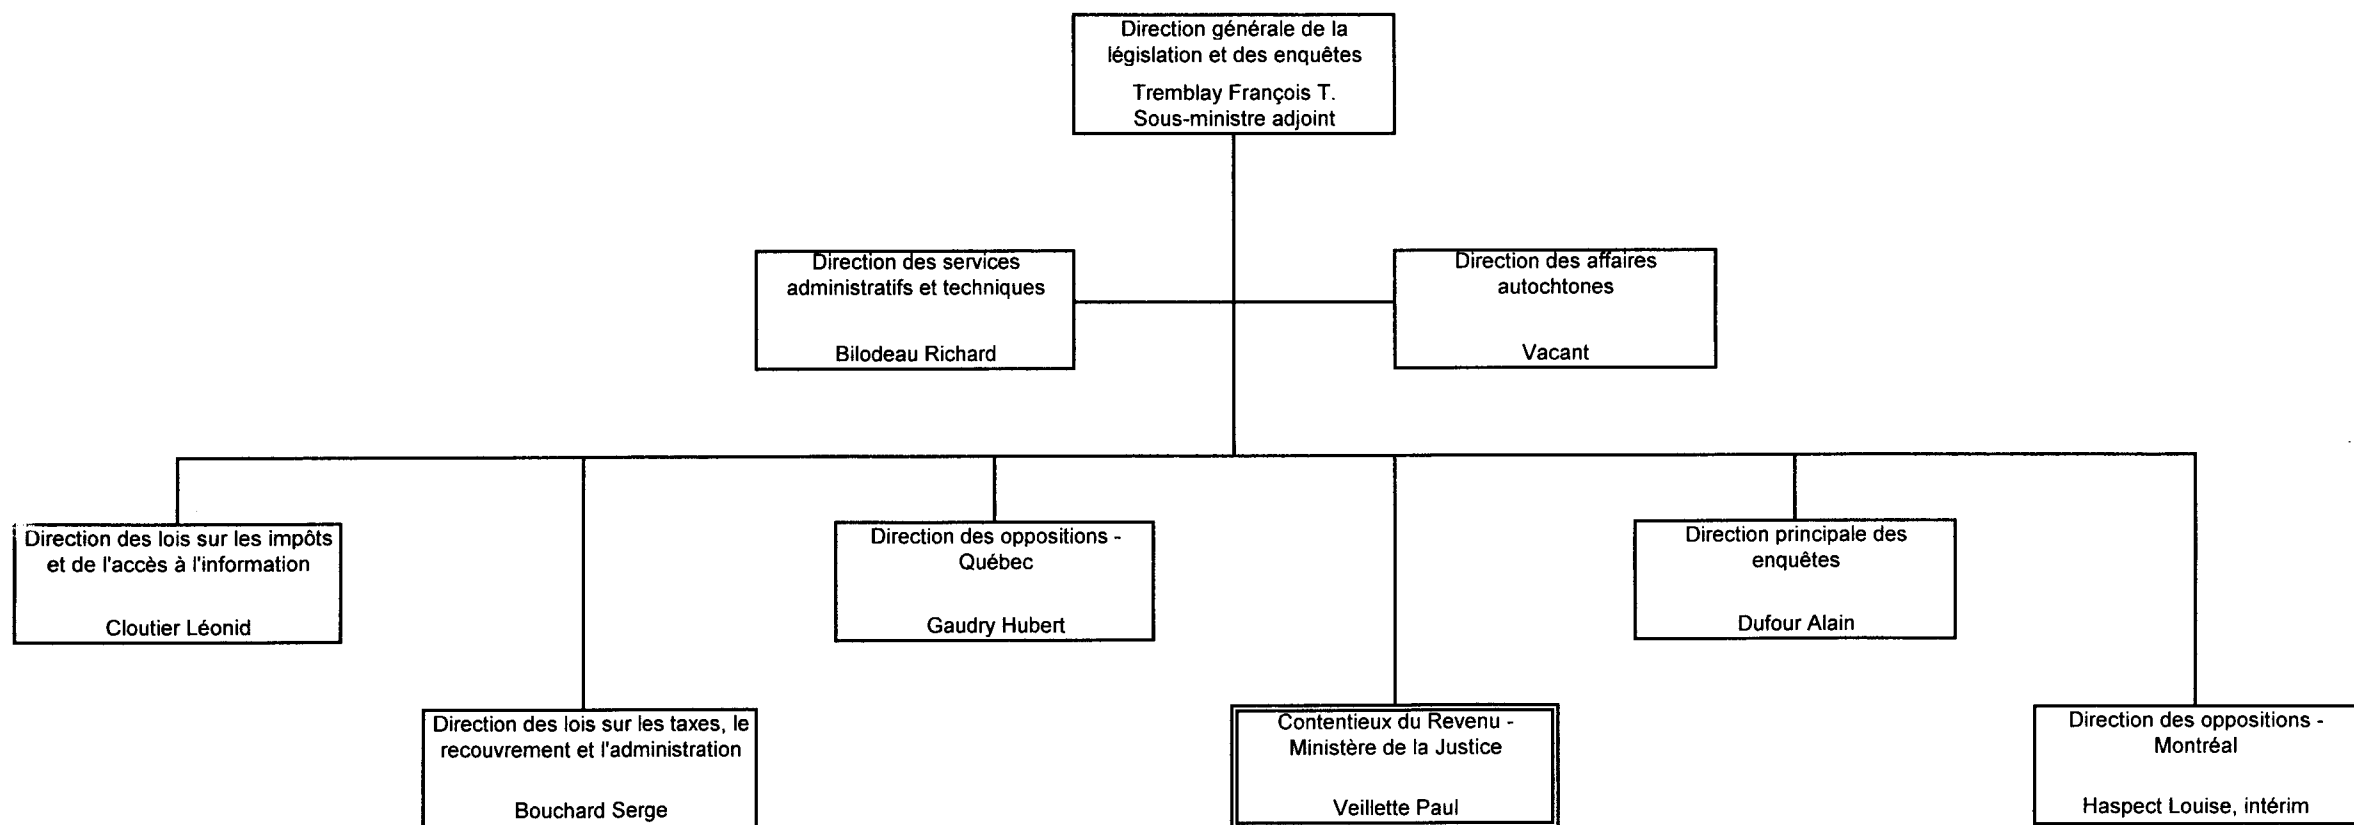 Direction générale de la
législation et des enquêtes
Tremblay François T.
Sous-ministre adjoint
Direction des services
administratifs et techniques
Bilodeau Richard
Direction des affaires
autochtones
Vacant
Direction des lois sur les impôts
et de l'accès à l'information
Cloutier Léonid
Direction des oppositions -
Québec
Gaudry Hubert
Direction principale des
enquêtes
Dufour Alain
Direction des lois sur les taxes, le
recouvrement et l'administration
Bouchard Serge
Contentieux du Revenu -
Ministère de la Justice
Veillette Paul
Direction des oppositions -
Montréal
Haspect Louise, intérim